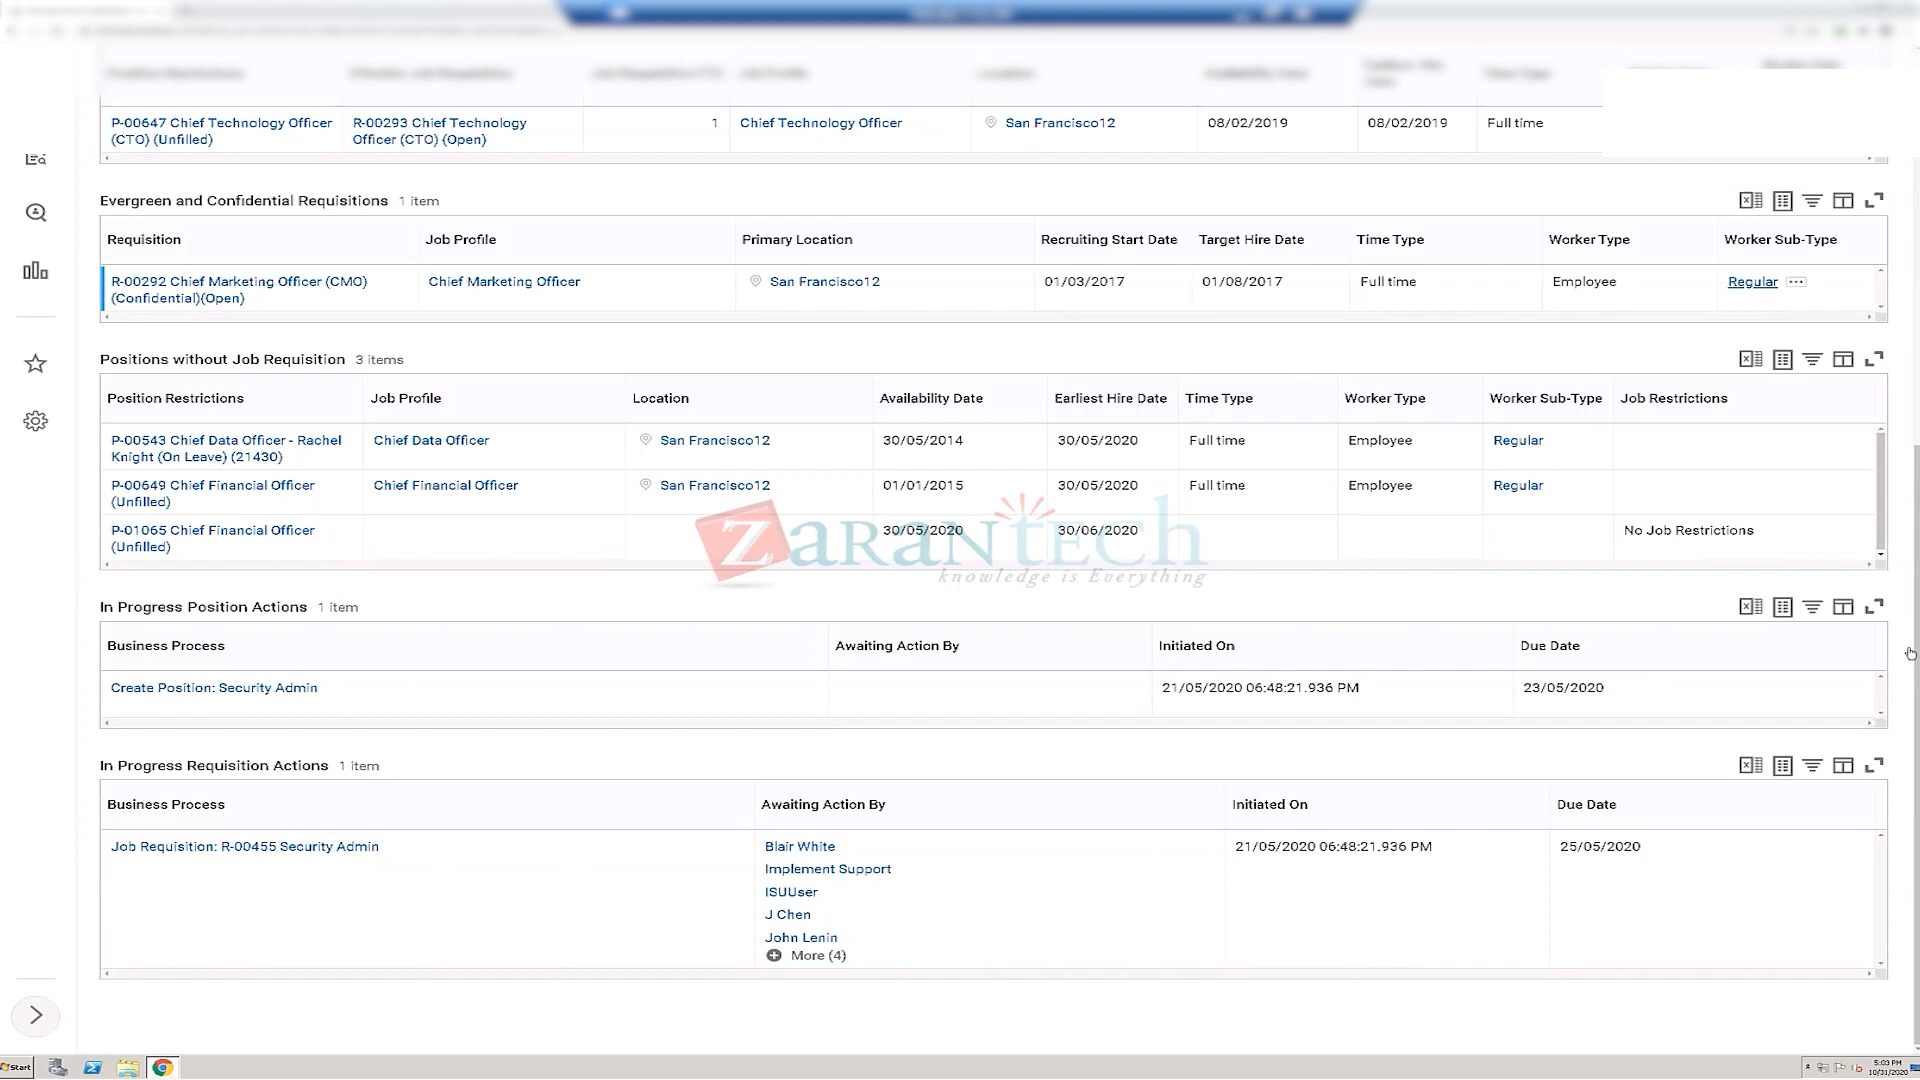 P-00647 Chief Technology Officer (CTO) (Unfilled)
R-00293 Chief Technology Officer (CTO) (Open)
1
Chief Technology Officer
San Francisco12
08/02/2019
08/02/2019
Full time
Evergreen and Confidential Requisitions 1 item
Requisition Job Profile Primary Location Recruiting Start Date Target Hire Date Time Type Worker Type Worker Sub-Type
R-00292 Chief Marketing Officer (CMO) (Confidential)(Open)
Chief Marketing Officer
San Francisco12
01/03/2017
01/08/2017
Full time
Employee
Regular
Positions without Job Requisition 3 items
Position Restrictions Job Profile Location Availability Date Earliest Hire Date Time Type Worker Type Worker Sub-Type Job Restrictions
P-00543 Chief Data Officer - Rachel Knight (On Leave) (21430)
Chief Data Officer
San Francisco12
30/05/2014
30/05/2020
Full time
Employee
Regular
P-00649 Chief Financial Officer (Unfilled)
Chief Financial Officer
San Francisco12
01/01/2015
30/05/2020
Full time
Employee
Regular
P-01065 Chief Financial Officer (Unfilled)
30/05/2020
30/06/2020
No Job Restrictions
ZaranTech
knowledge is Everything
In Progress Position Actions 1 item
Business Process Awaiting Action By Initiated On Due Date
Create Position: Security Admin
21/05/2020 06:48:21.936 PM
23/05/2020
In Progress Requisition Actions 1 item
Business Process Awaiting Action By Initiated On Due Date
Job Requisition: R-00455 Security Admin
Blair White
Implement Support
ISUUser
J Chen
John Lenin
More (4)
21/05/2020 06:48:21.936 PM
25/05/2020
Start
5:03 PM
10/31/2020